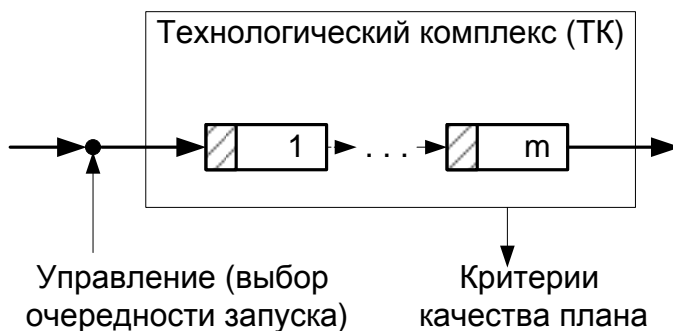 Технологический комплекс (ТК)
1 . . . m
Управление (выбор
очередности запуска)
Критерии
качества плана